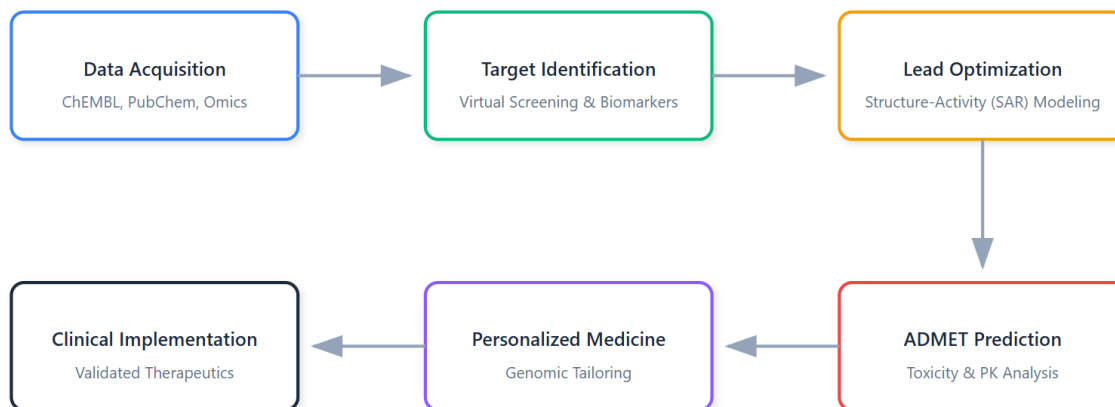 Data Acquisition
ChEMBL, PubChem, Omics
Target Identification
Virtual Screening & Biomarkers
Lead Optimization
Structure-Activity (SAR) Modeling
ADMET Prediction
Toxicity & PK Analysis
Personalized Medicine
Genomic Tailoring
Clinical Implementation
Validated Therapeutics